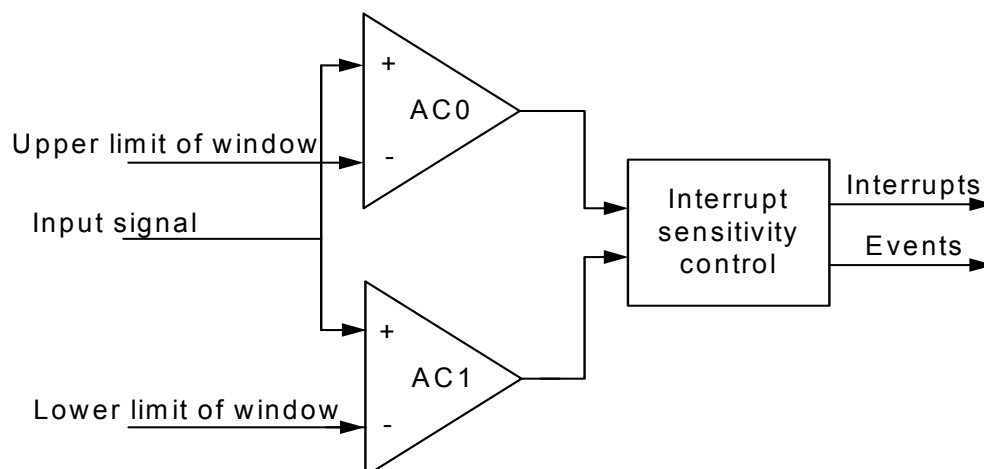 +
AC0
-
Upper limit of window
Input signal
Interrupt
sensitivity
control
Interrupts
Events
+
AC1
-
Lower limit of window